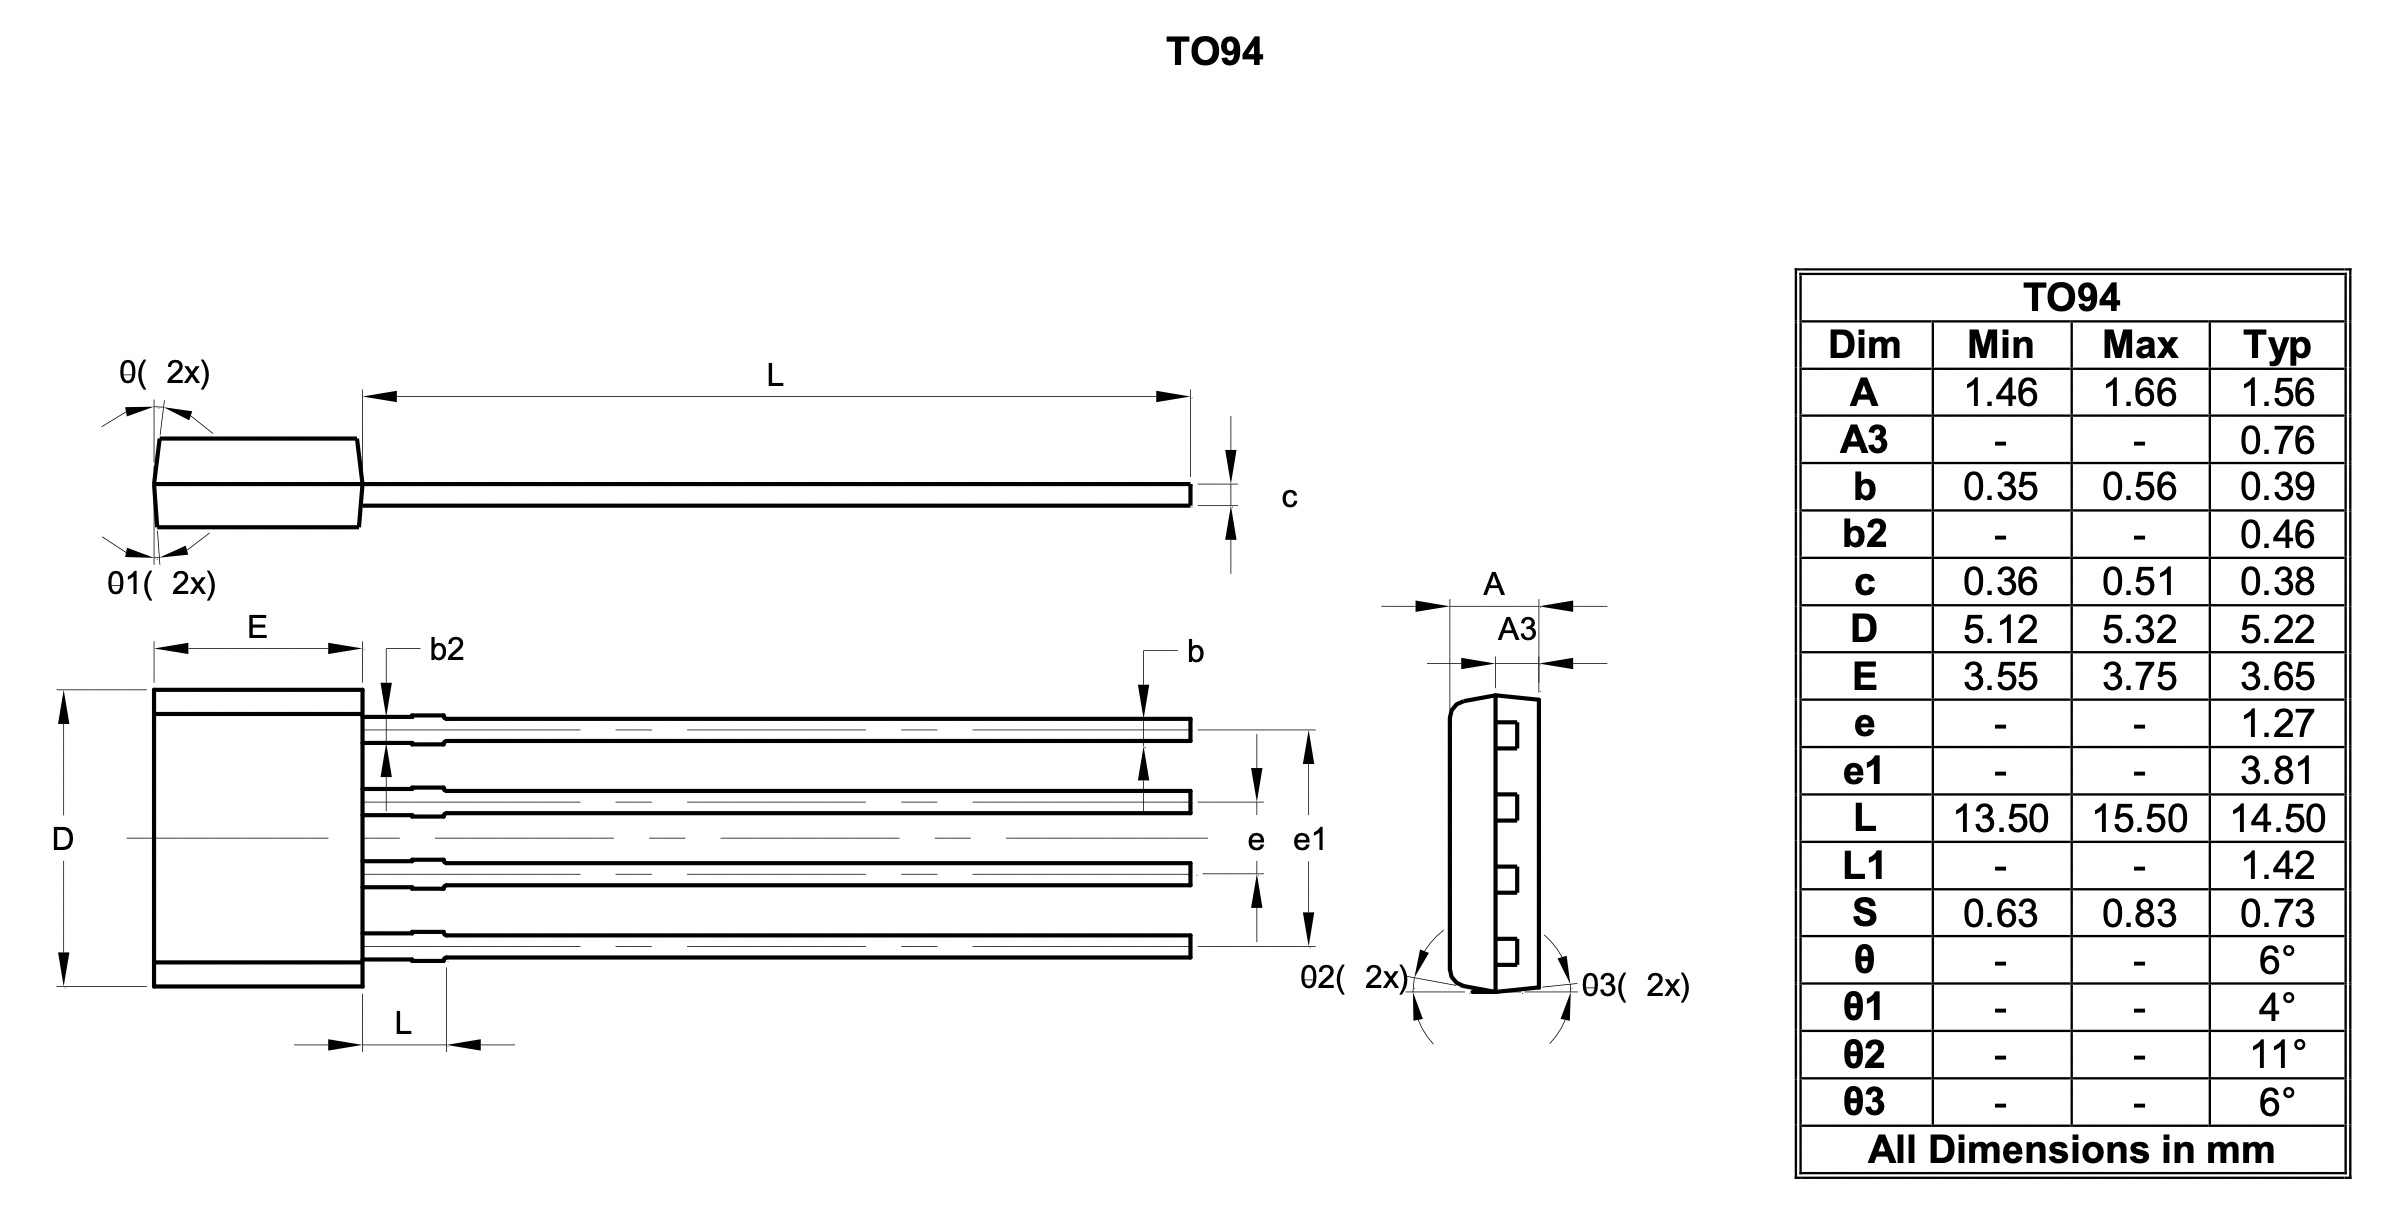 TO94
θ( 2x)
L
c
θ1( 2x)
E
b2
b
D
e
e1
L
A
A3
θ2( 2x)
θ3( 2x)
TO94
Dim Min Max Typ
A 1.46 1.66 1.56
A3 - - 0.76
b 0.35 0.56 0.39
b2 - - 0.46
c 0.36 0.51 0.38
D 5.12 5.32 5.22
E 3.55 3.75 3.65
e - - 1.27
e1 - - 3.81
L 13.50 15.50 14.50
L1 - - 1.42
S 0.63 0.83 0.73
θ - - 6°
θ1 - - 4°
θ2 - - 11°
θ3 - - 6°
All Dimensions in mm